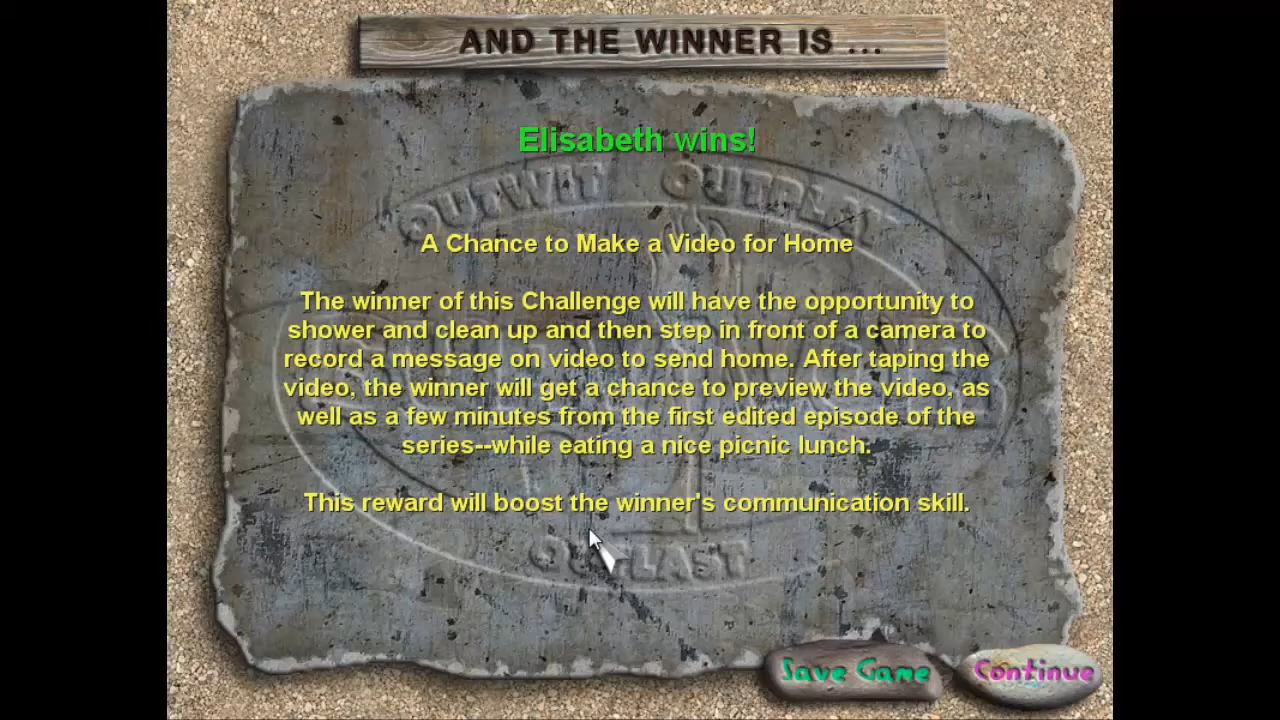 AND THE WINNER IS ...
Elisabeth wins!
OUTWIT OUTPLAY
A Chance to Make a Video for Home
The winner of this Challenge will have the opportunity to
shower and clean up and then step in front of a camera to
record a message on video to send home. After taping the
video, the winner will get a chance to preview the video, as
well as a few minutes from the first edited episode of the
series--while eating a nice picnic lunch.
This reward will boost the winner's communication skill.
OUTLAST
Save Game
Continue